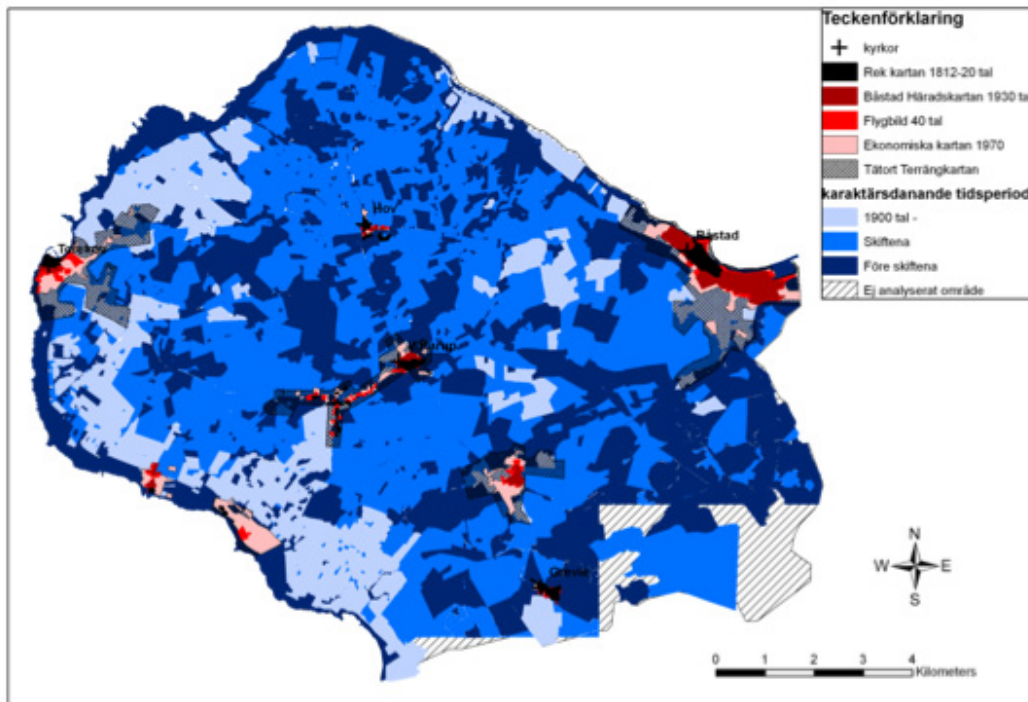 Teckenförklaring
kyrkor
Rek kartan 1812-20 tal
Båstad Häradskartan 1930 tal
Flygbild 40 tal
Ekonomiska kartan 1970
Tätort Terrängkartan
karaktärsdanande tidsperiod
1900 tal -
Skiftena
Före skiftena
Ej analyserat område
Hov
Båstad
Torekov
Grevie
N
W E
S
0 1 2 3 4
Kilometers